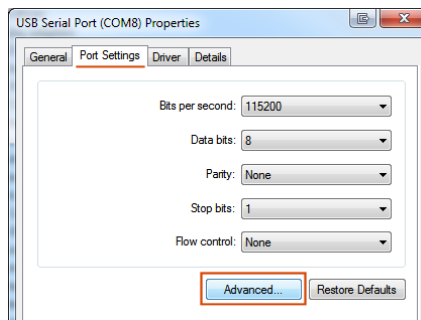 USB Serial Port (COM8) Properties
General Port Settings Driver Details
Bits per second: 115200
Data bits: 8
Parity: None
Stop bits: 1
Flow control: None
Advanced... Restore Defaults